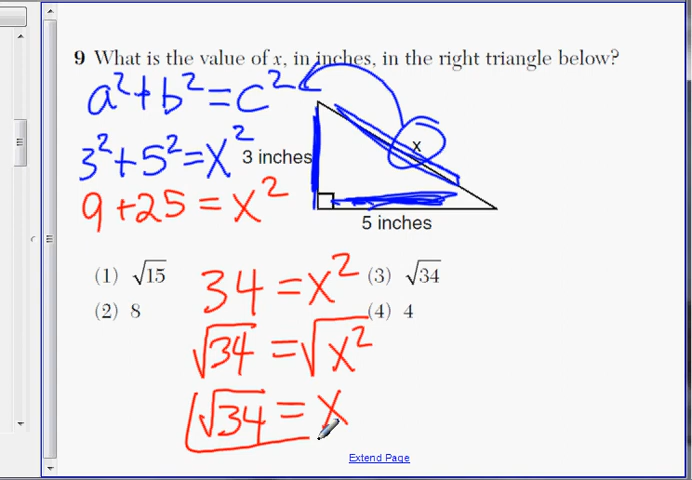 9 What is the value of x, in inches, in the right triangle below?
a²+b²=c²
3²+5²=x²
3 inches
x
9+25=x²
5 inches
(1) √15
(2) 8
(3) √34
(4) 4
34=x²
√34=√x²
√34=x
Extend Page